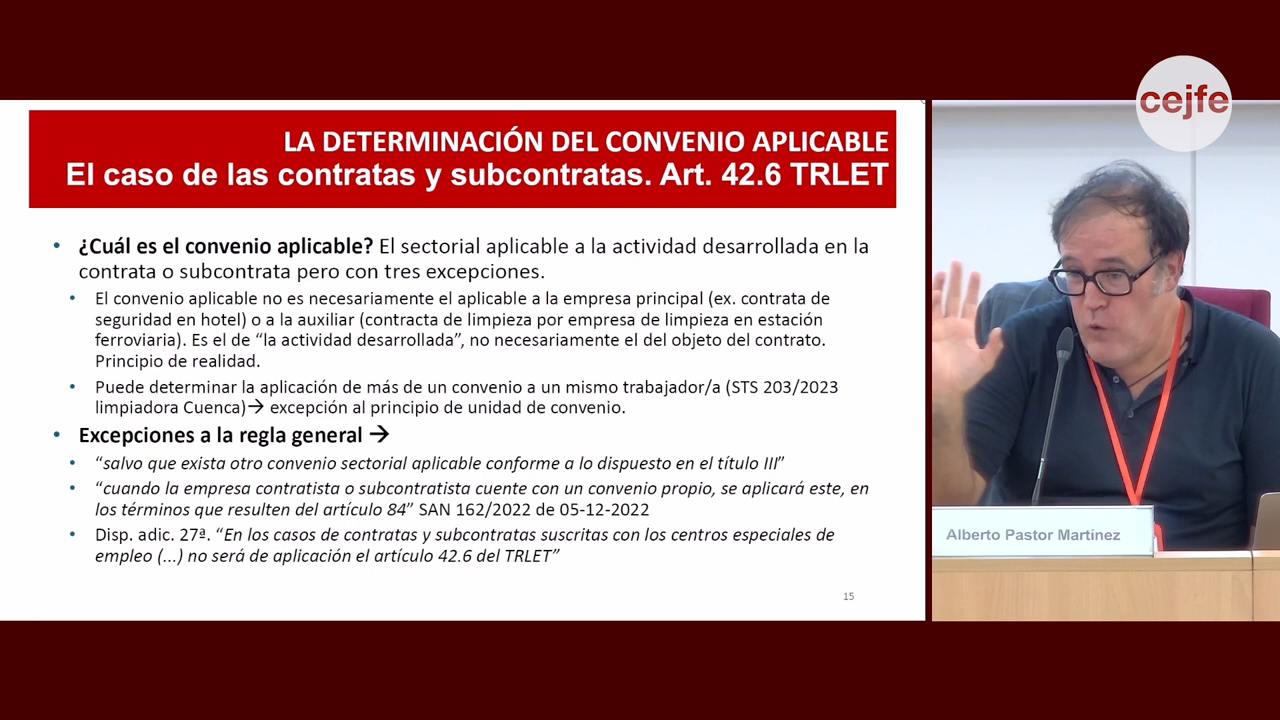 cejfe
LA DETERMINACIÓN DEL CONVENIO APLICABLE
El caso de las contratas y subcontratas. Art. 42.6 TRLET
• ¿Cuál es el convenio aplicable? El sectorial aplicable a la actividad desarrollada en la
contrata o subcontrata pero con tres excepciones.
• El convenio aplicable no es necesariamente el aplicable a la empresa principal (ex. contrata de
seguridad en hotel) o a la auxiliar (contracta de limpieza por empresa de limpieza en estación
ferroviaria). Es el de “la actividad desarrollada”, no necesariamente el del objeto del contrato.
Principio de realidad.
• Puede determinar la aplicación de más de un convenio a un mismo trabajador/a (STS 203/2023
limpiadora Cuenca)→ excepción al principio de unidad de convenio.
• Excepciones a la regla general →
• “salvo que exista otro convenio sectorial aplicable conforme a lo dispuesto en el título III”
• “cuando la empresa contratista o subcontratista cuente con un convenio propio, se aplicará este, en
los términos que resulten del artículo 84” SAN 162/2022 de 05-12-2022
• Disp. adic. 27ª. “En los casos de contratas y subcontratas suscritas con los centros especiales de
empleo (...) no será de aplicación el artículo 42.6 del TRLET”
15
Alberto Pastor Martínez